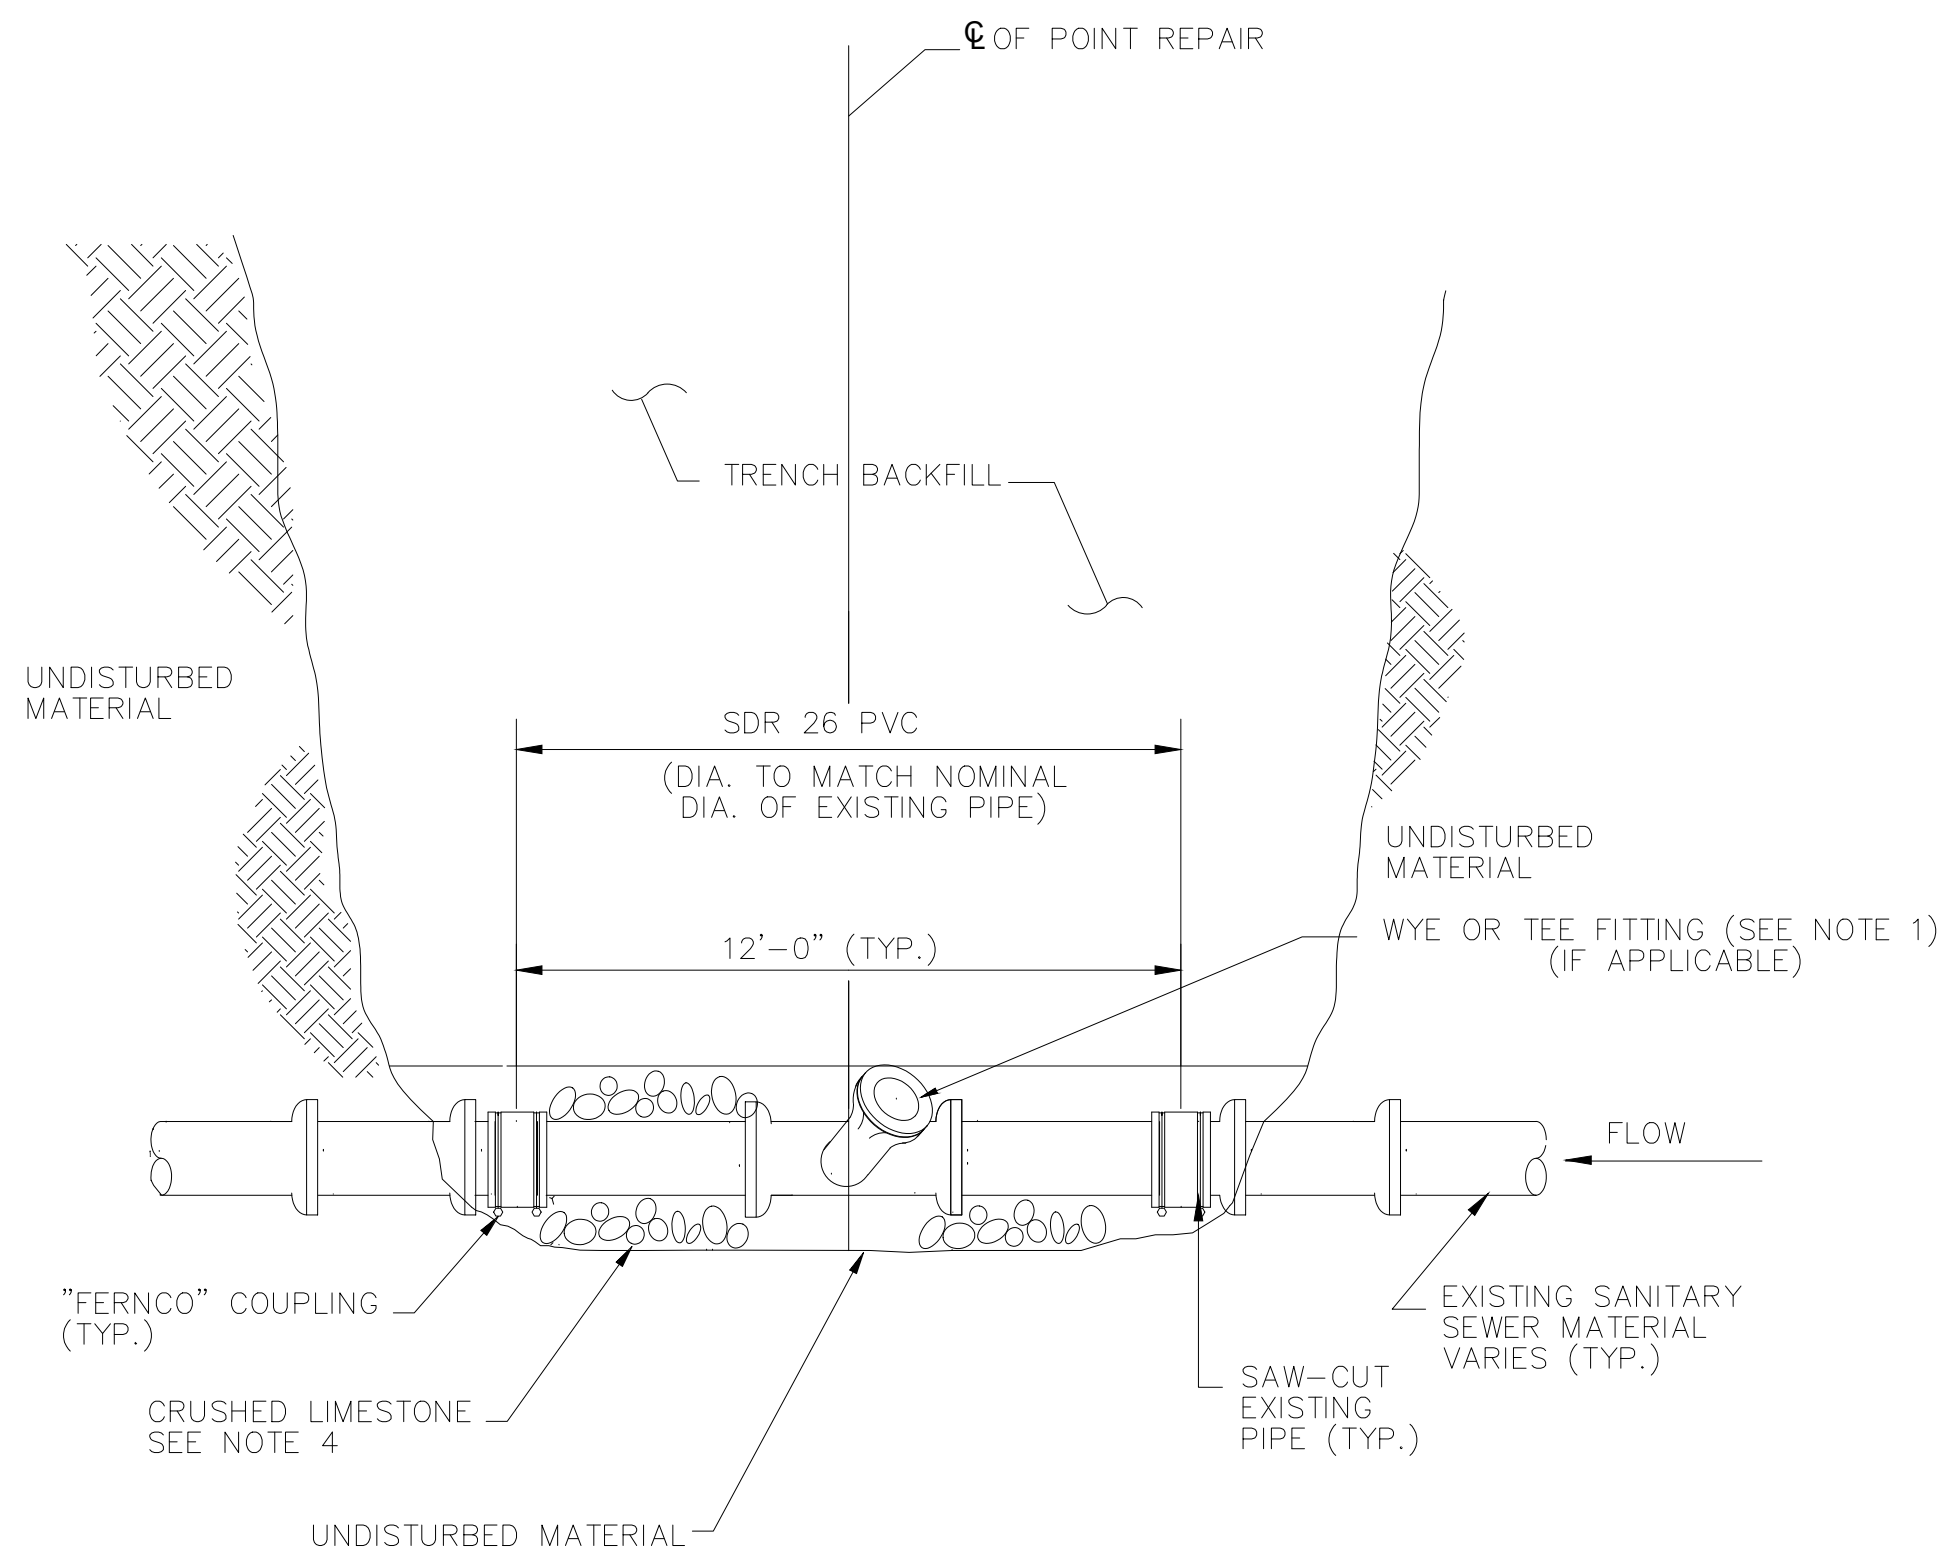 ℄ OF POINT REPAIR
TRENCH BACKFILL
UNDISTURBED
MATERIAL
SDR 26 PVC
(DIA. TO MATCH NOMINAL
DIA. OF EXISTING PIPE)
UNDISTURBED
MATERIAL
WYE OR TEE FITTING (SEE NOTE 1)
(IF APPLICABLE)
12'-0" (TYP.)
FLOW
"FERNCO" COUPLING
(TYP.)
EXISTING SANITARY
SEWER MATERIAL
VARIES (TYP.)
SAW-CUT
EXISTING
PIPE (TYP.)
CRUSHED LIMESTONE
SEE NOTE 4
UNDISTURBED MATERIAL